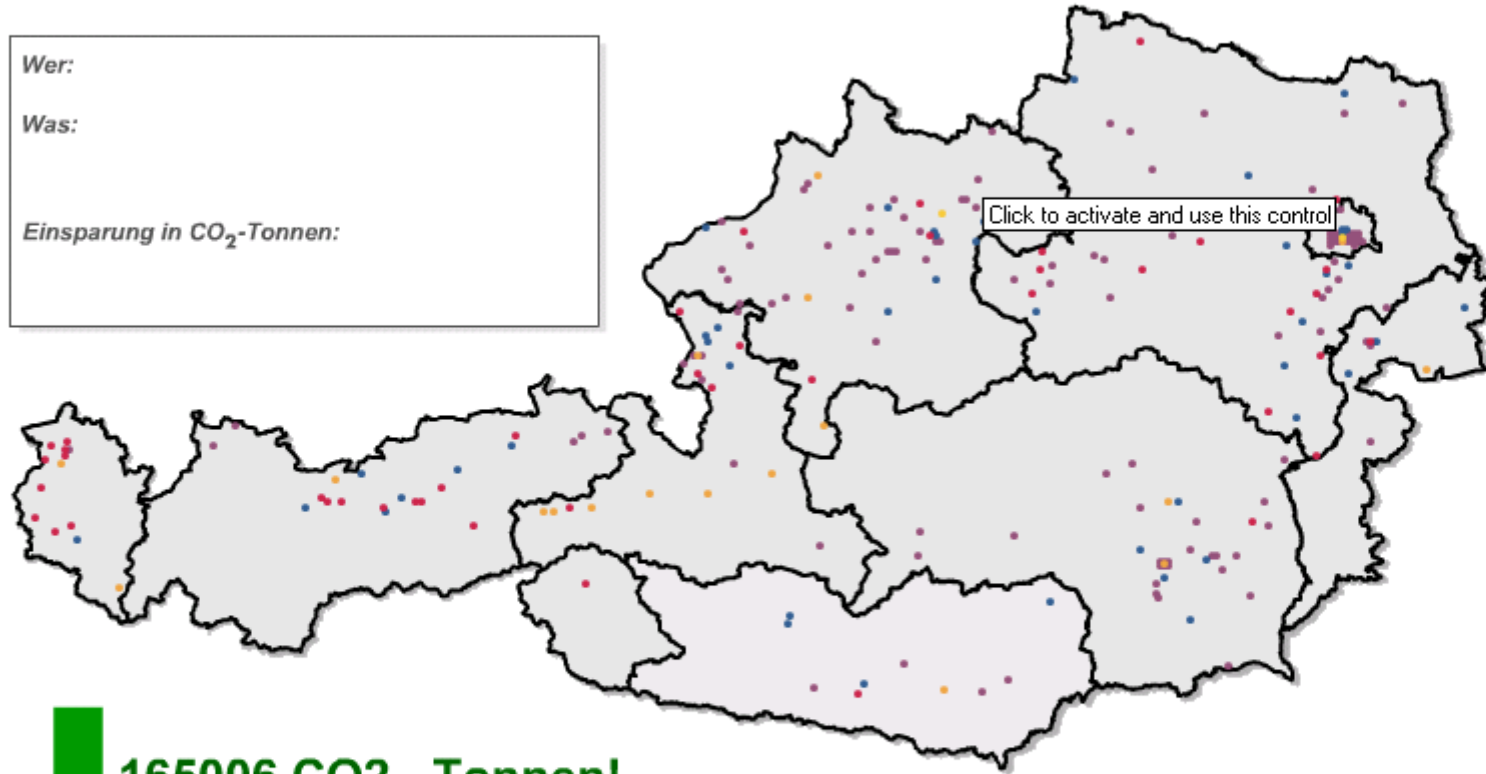 Wer:
Was:
Einsparung in CO2-Tonnen:
Click to activate and use this control
165006 CO2 - Tonnen!